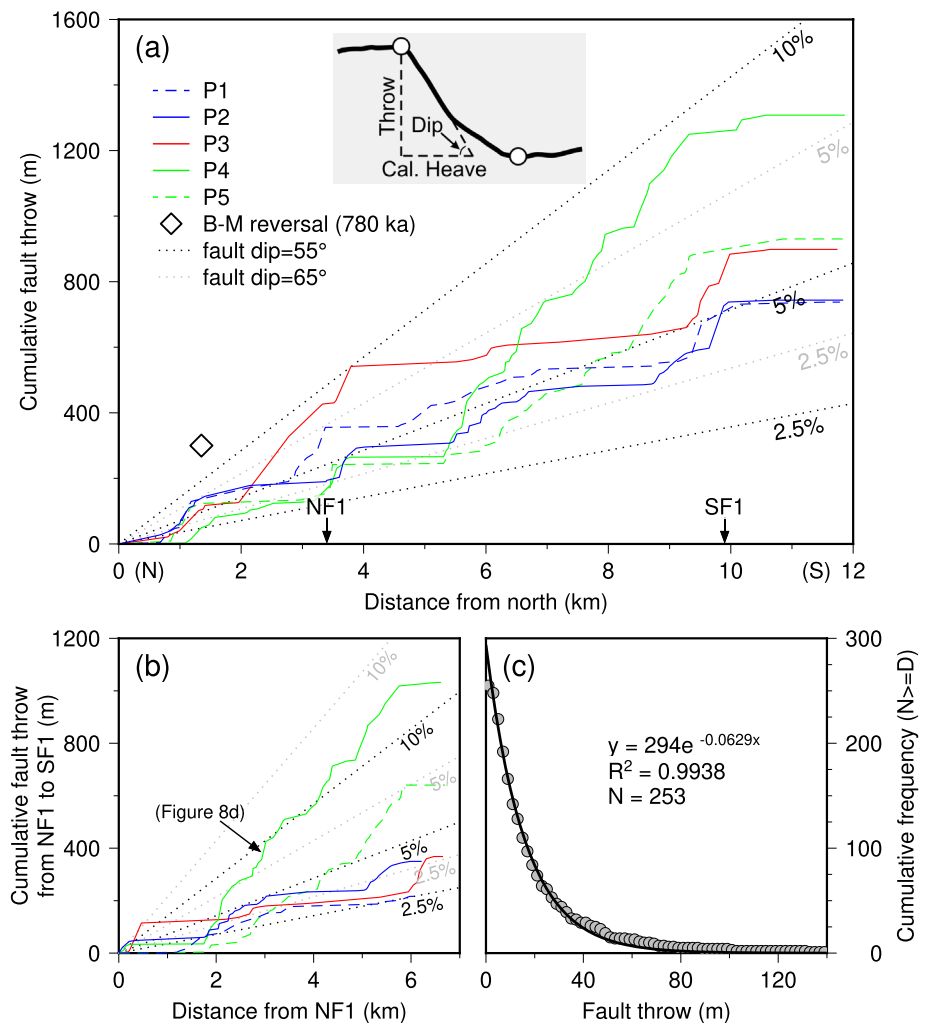 1600
(a)
10%
P1
P2
P3
P4
P5
B-M reversal (780 ka)
fault dip=55°
fault dip=65°
Throw
Dip
Cal. Heave
5%
1200
Cumulative fault throw (m)
800
5%
2.5%
400
2.5%
NF1
SF1
0
0 (N) 2 4 6 8 10 (S) 12
Distance from north (km)
1200
(b)
10%
10%
800
5%
(Figure 8d)
Cumulative fault throw
from NF1 to SF1 (m)
400
5%
2.5%
2.5%
0
0 2 4 6
Distance from NF1 (km)
(c)
300
y = 294e -0.0629x
R2 = 0.9938
N = 253
200
100
0
Cumulative frequency (N>=D)
0 40 80 120
Fault throw (m)